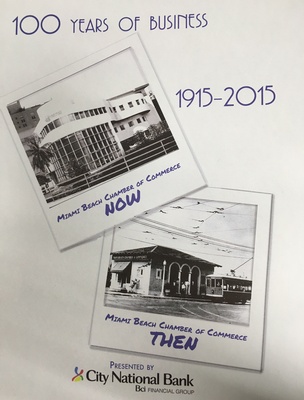 100 YEARS OF BUSINESS
1915-2015
MIAMI BEACH CHAMBER OF COMMERCE
NOW
MIAMI BEACH CHAMBER OF COMMERCE
THEN
PRESENTED BY
City National Bank
Bci FINANCIAL GROUP